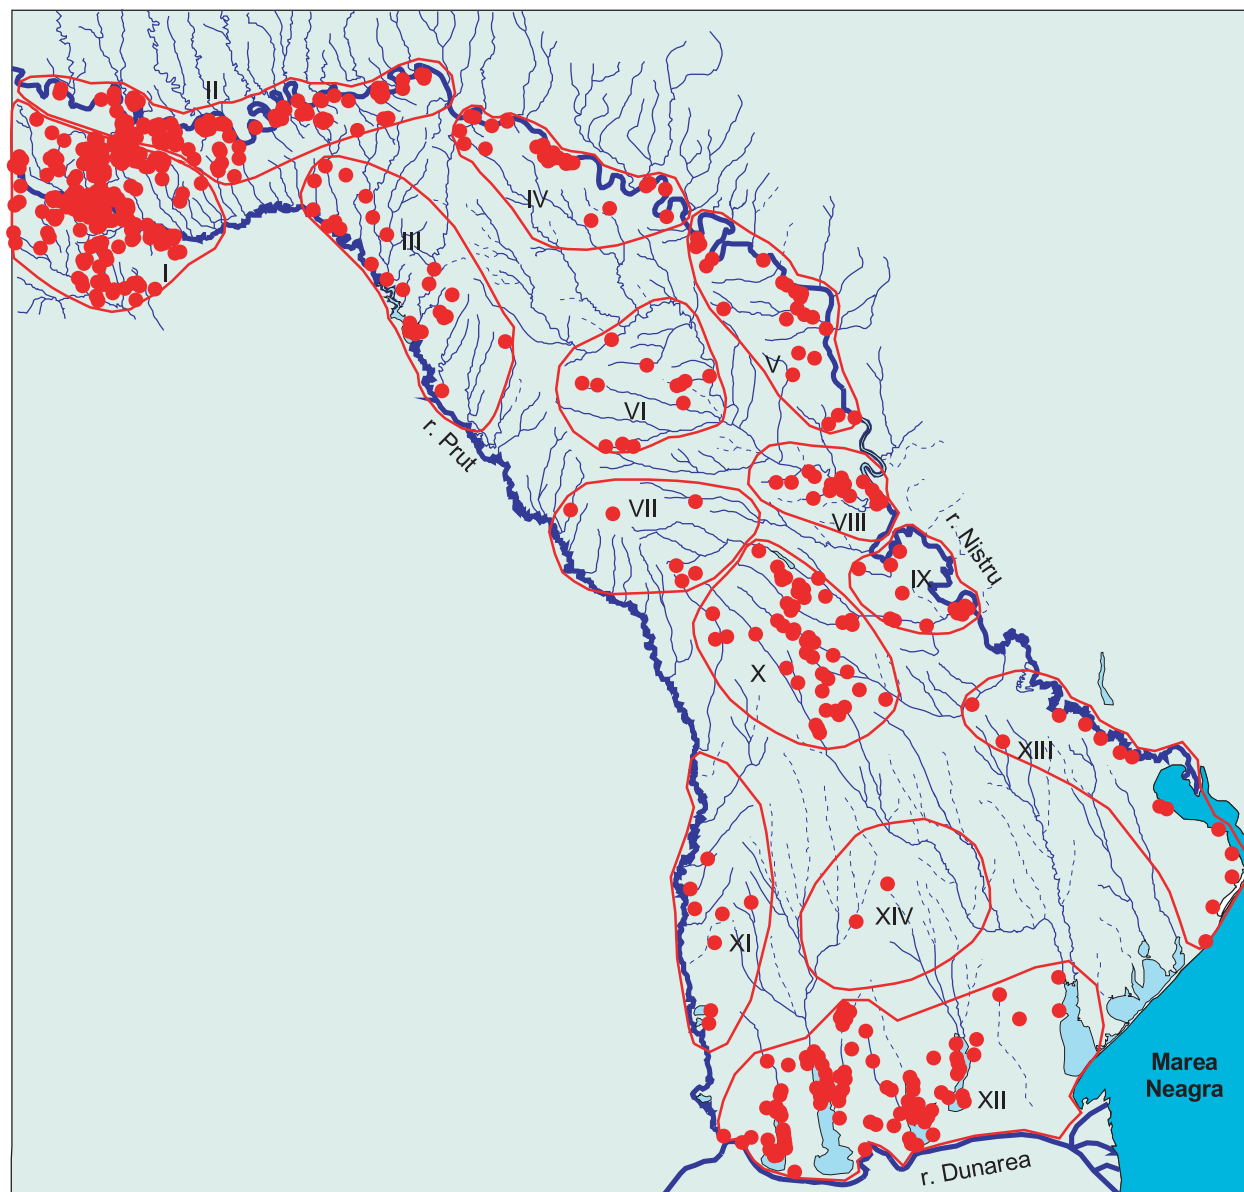 II
I
III
IV
V
VI
r. Prut
VII
VIII
r. Nistru
IX
X
XIII
XI
XIV
Marea
Neagra
XII
r. Dunarea